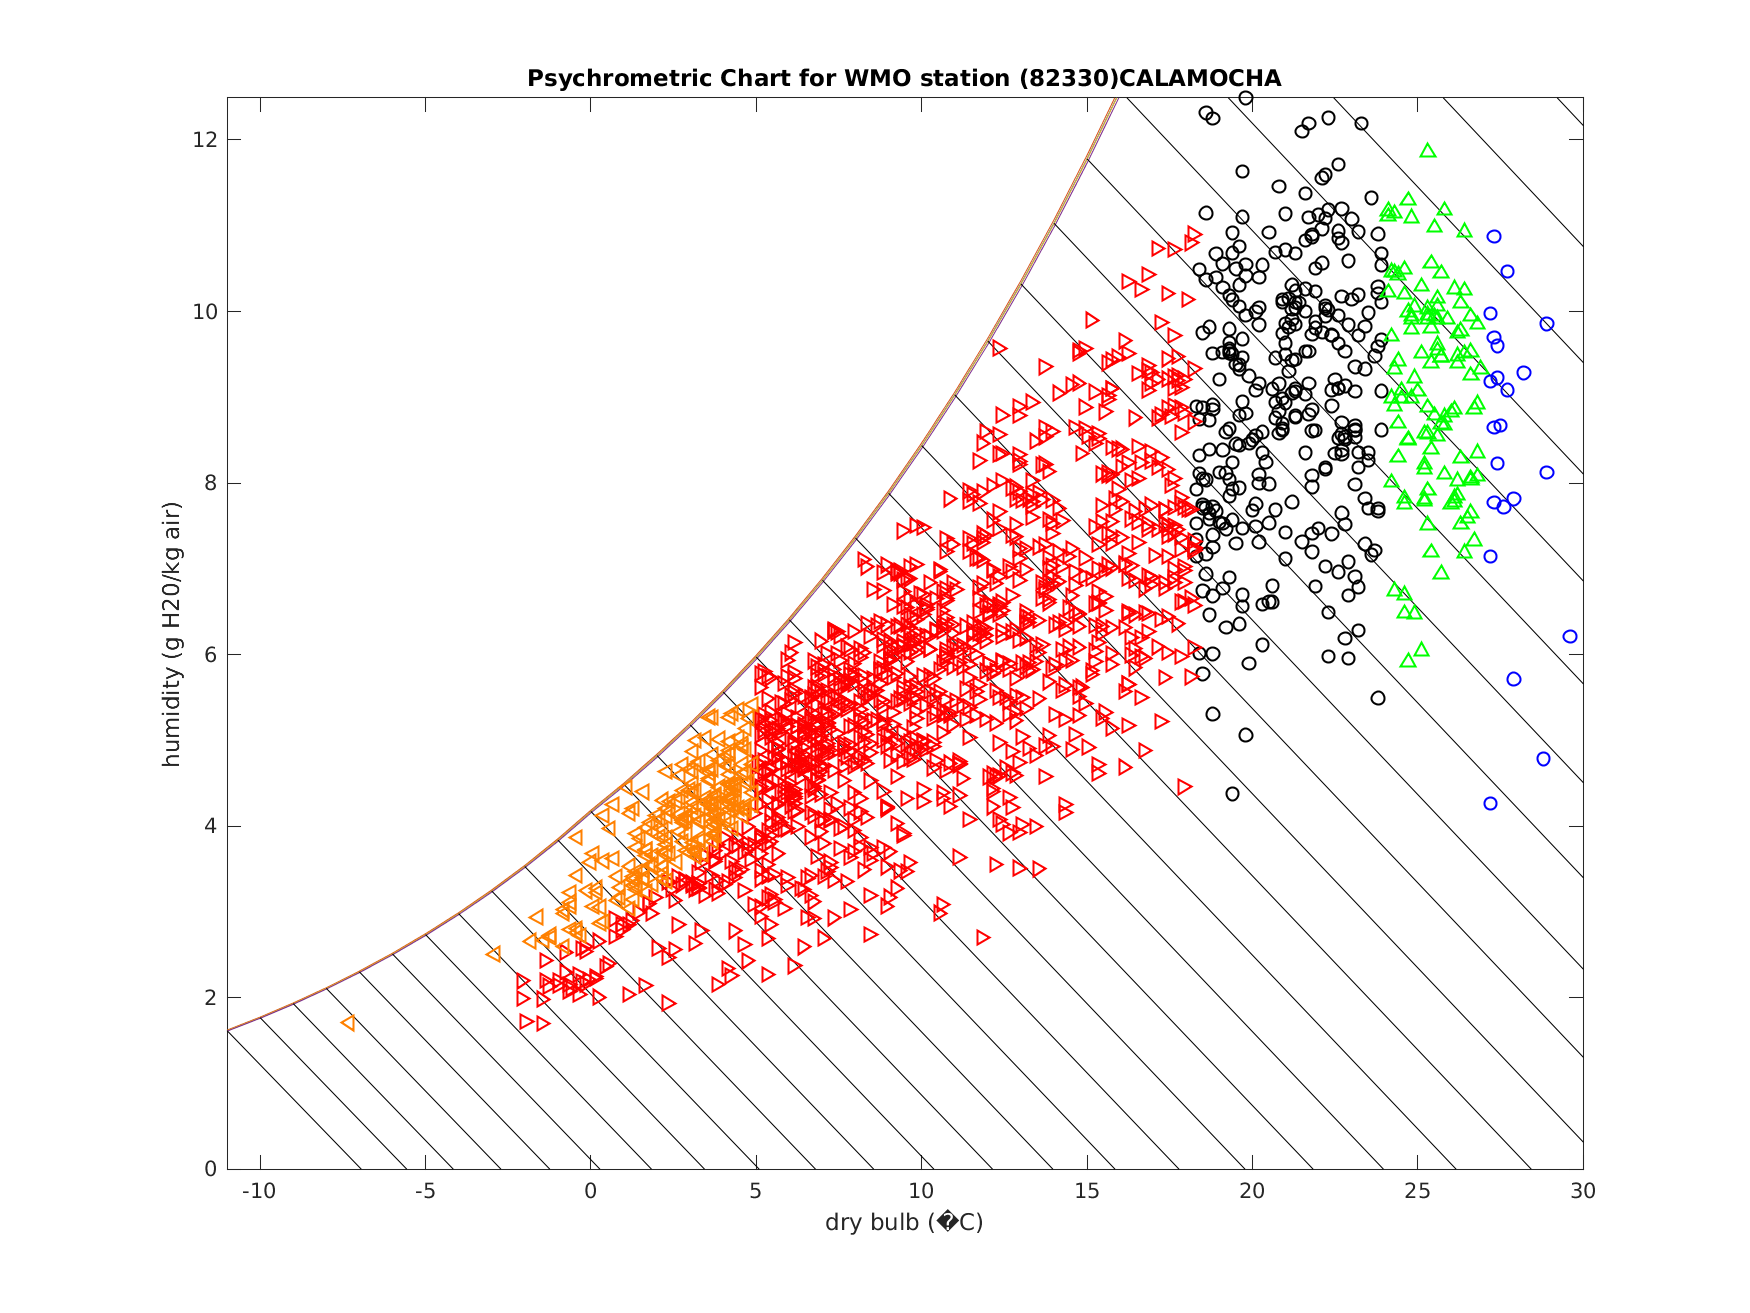 Psychrometric Chart for WMO station (82330)CALAMOCHA
humidity (g H20/kg air)
12
10
8
6
4
2
0
-10 -5 0 5 10 15 20 25 30
dry bulb (�C)